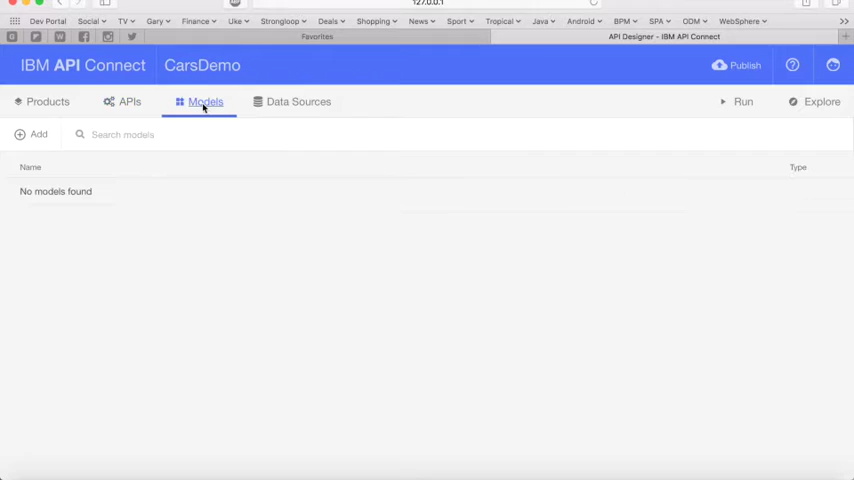 127.0.0.1
Dev Portal Social TV Gary Finance Uke Strongloop Deals Shopping News Sport Tropical Java Android BPM SPA ODM WebSphere >>
Favorites API Designer - IBM API Connect
IBM API Connect CarsDemo Publish ?
Products APIs Models Data Sources Run Explore
Add Search models
Name Type
No models found